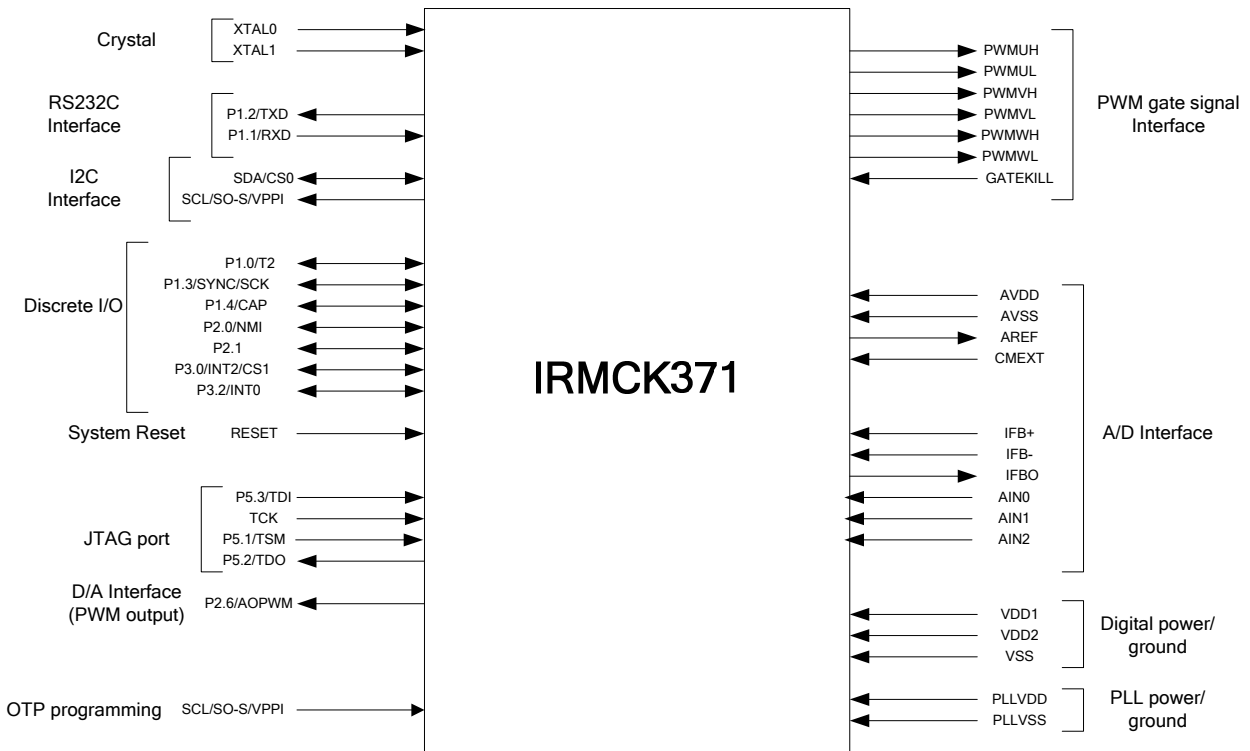 Crystal
XTAL0
XTAL1
RS232C
Interface
P1.2/TXD
P1.1/RXD
I2C
Interface
SDA/CS0
SCL/SO-S/VPPI
Discrete I/O
P1.0/T2
P1.3/SYNC/SCK
P1.4/CAP
P2.0/NMI
P2.1
P3.0/INT2/CS1
P3.2/INT0
System Reset
RESET
JTAG port
P5.3/TDI
TCK
P5.1/TSM
P5.2/TDO
D/A Interface
(PWM output)
P2.6/AOPWM
OTP programming
SCL/SO-S/VPPI
IRMCK371
PWMUH
PWMUL
PWMVH
PWMVL
PWMWH
PWMWL
GATEKILL
PWM gate signal
Interface
AVDD
AVSS
AREF
CMEXT
IFB+
IFB-
IFBO
AIN0
AIN1
AIN2
A/D Interface
VDD1
VDD2
VSS
Digital power/
ground
PLLVDD
PLLVSS
PLL power/
ground